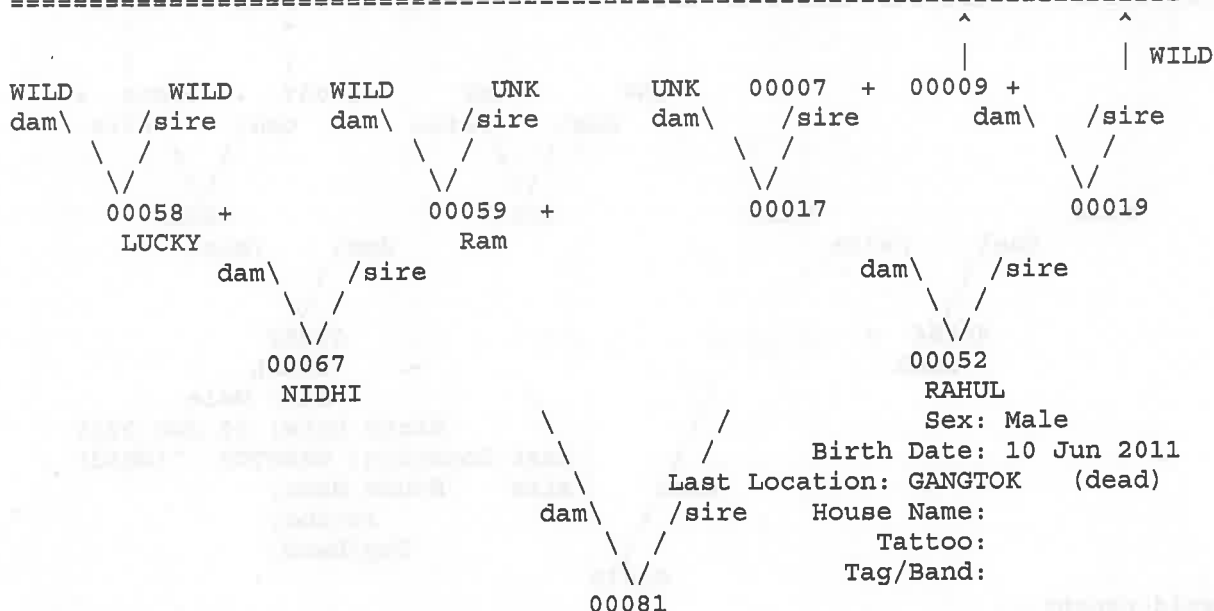 ==============================================================================
^ ^
| | WILD
WILD WILD WILD UNK UNK 00007 + 00009 +
dam\ /sire dam\ /sire dam\ /sire dam\ /sire
\ / \ / \ / \ /
\/ \/ \/ \/
00058 + 00059 + 00017 00019
LUCKY Ram
dam\ /sire dam\ /sire
\ / \ /
\/ \/
00067 00052
NIDHI RAHUL
\ / Sex: Male
\ / Birth Date: 10 Jun 2011
\ / Last Location: GANGTOK (dead)
dam\ /sire House Name:
\ / Tattoo:
\/ Tag/Band:
00081